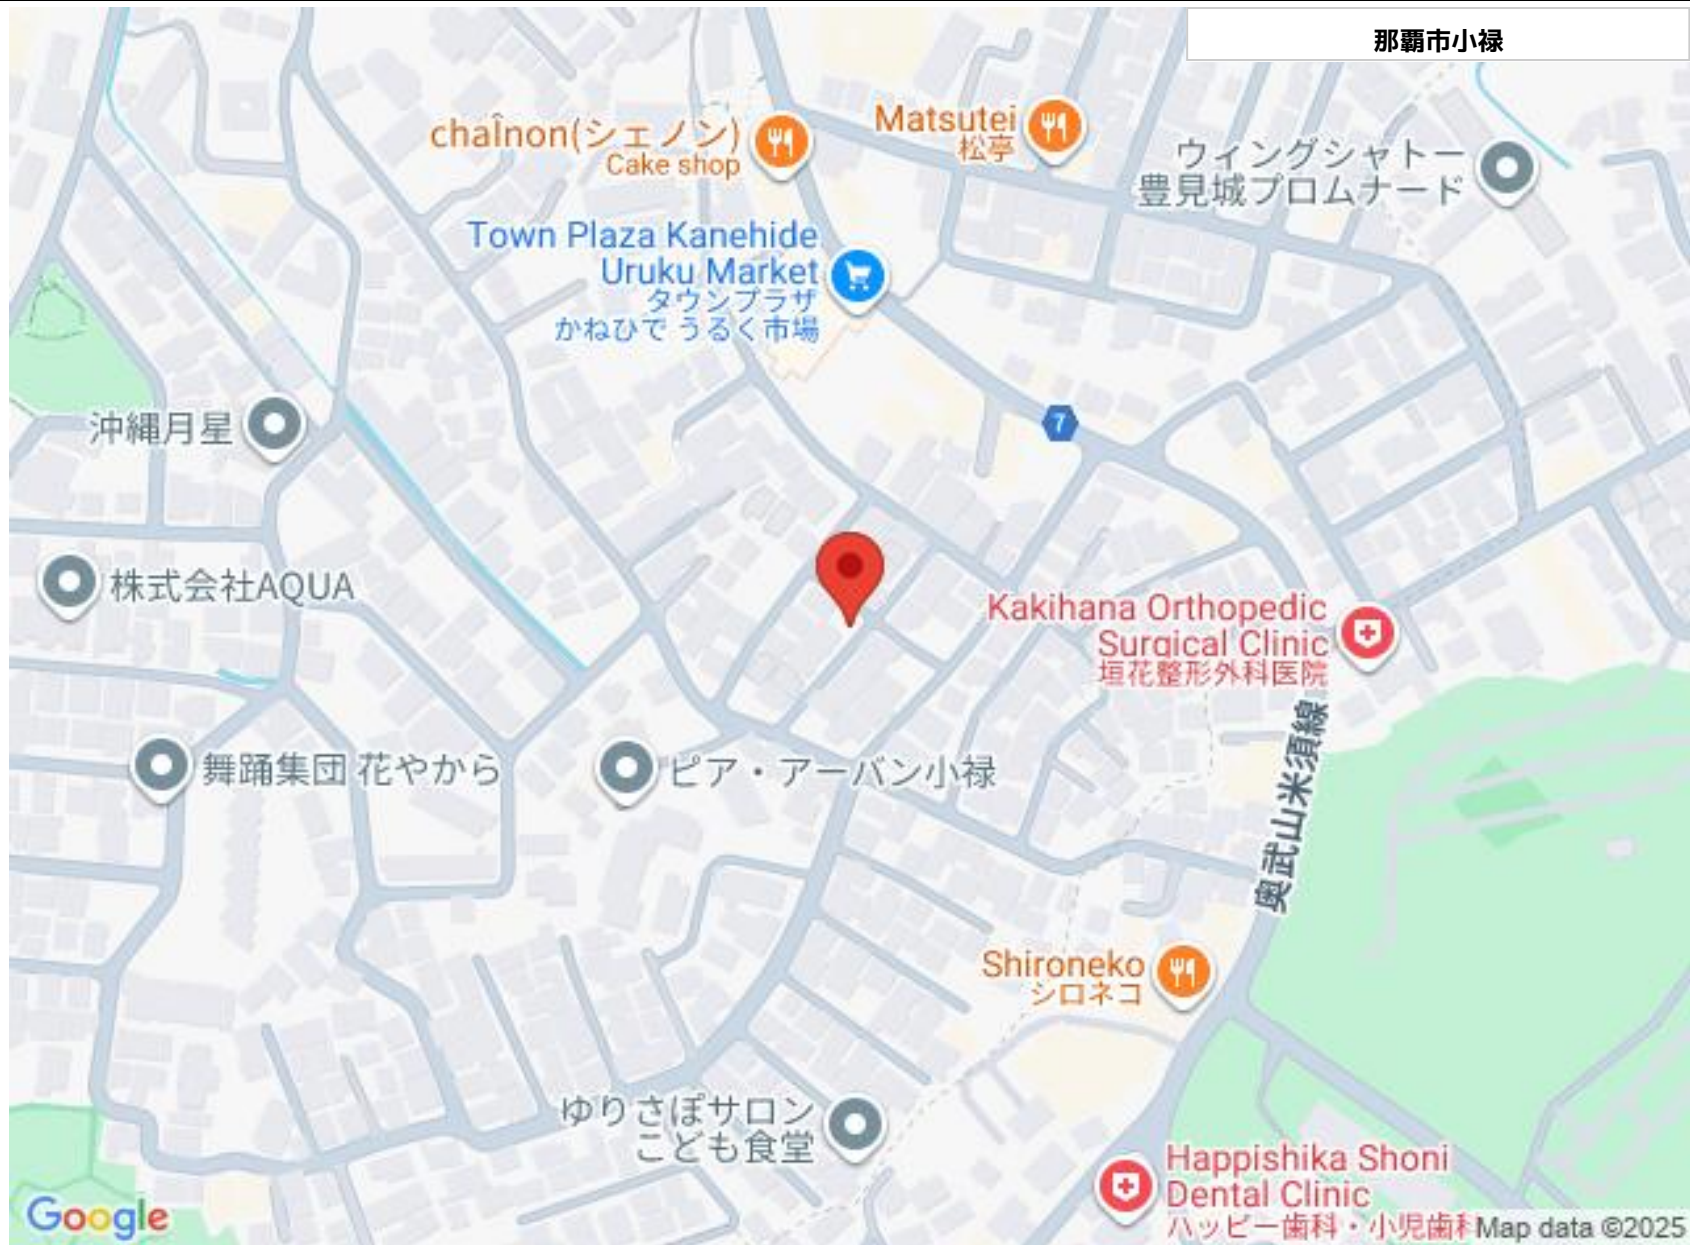 那覇市小禄
chaînon(シェノン)
Cake shop
Matsutei
松亭
ウィングシャトー
豊見城プロムナード
Town Plaza Kanehide
Uruku Market
タウンプラザ
かねひで うるく市場
沖縄月星
7
株式会社AQUA
Kakihana Orthopedic
Surgical Clinic
垣花整形外科医院
奥武山米須線
舞踊集団 花やから
ピア・アーバン小禄
Shironeko
シロネコ
ゆりさぽサロン
こども食堂
Happishika Shoni
Dental Clinic
ハッピー歯科・小児歯科
Google
Map data ©2025